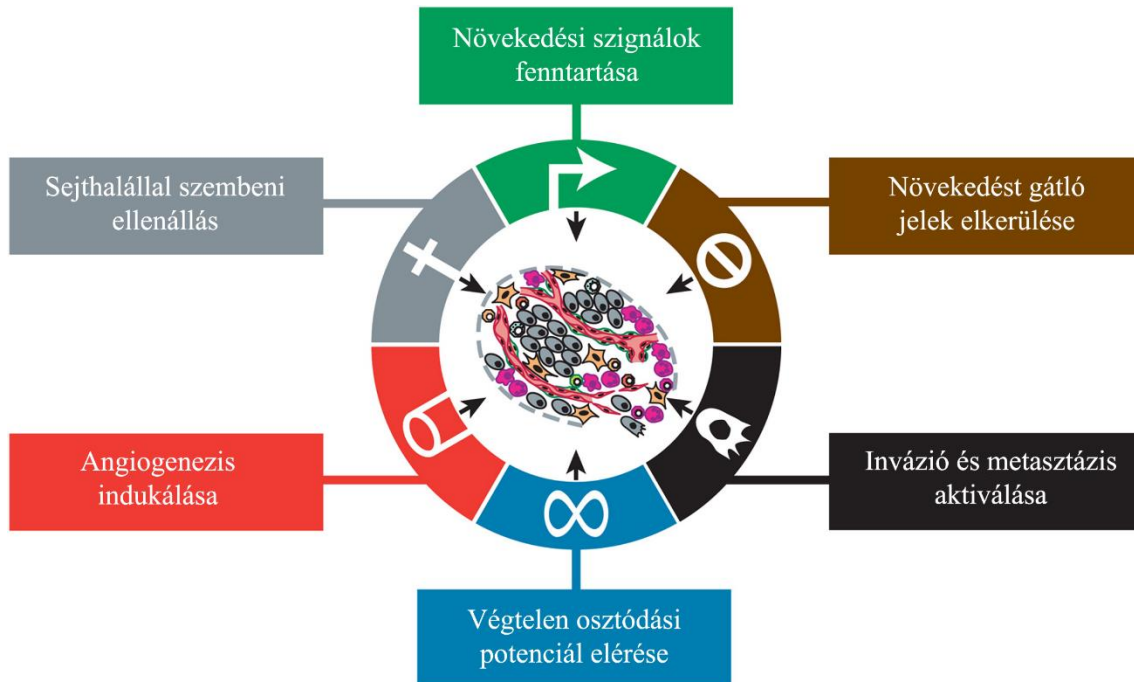 Növekedési szignálok
fenntartása
Sejthalállal szembeni
ellenállás
Növekedést gátló
jelek elkerülése
Angiogenezis
indukálása
Invázió és metasztázis
aktiválása
Végtelen osztódási
potenciál elérése